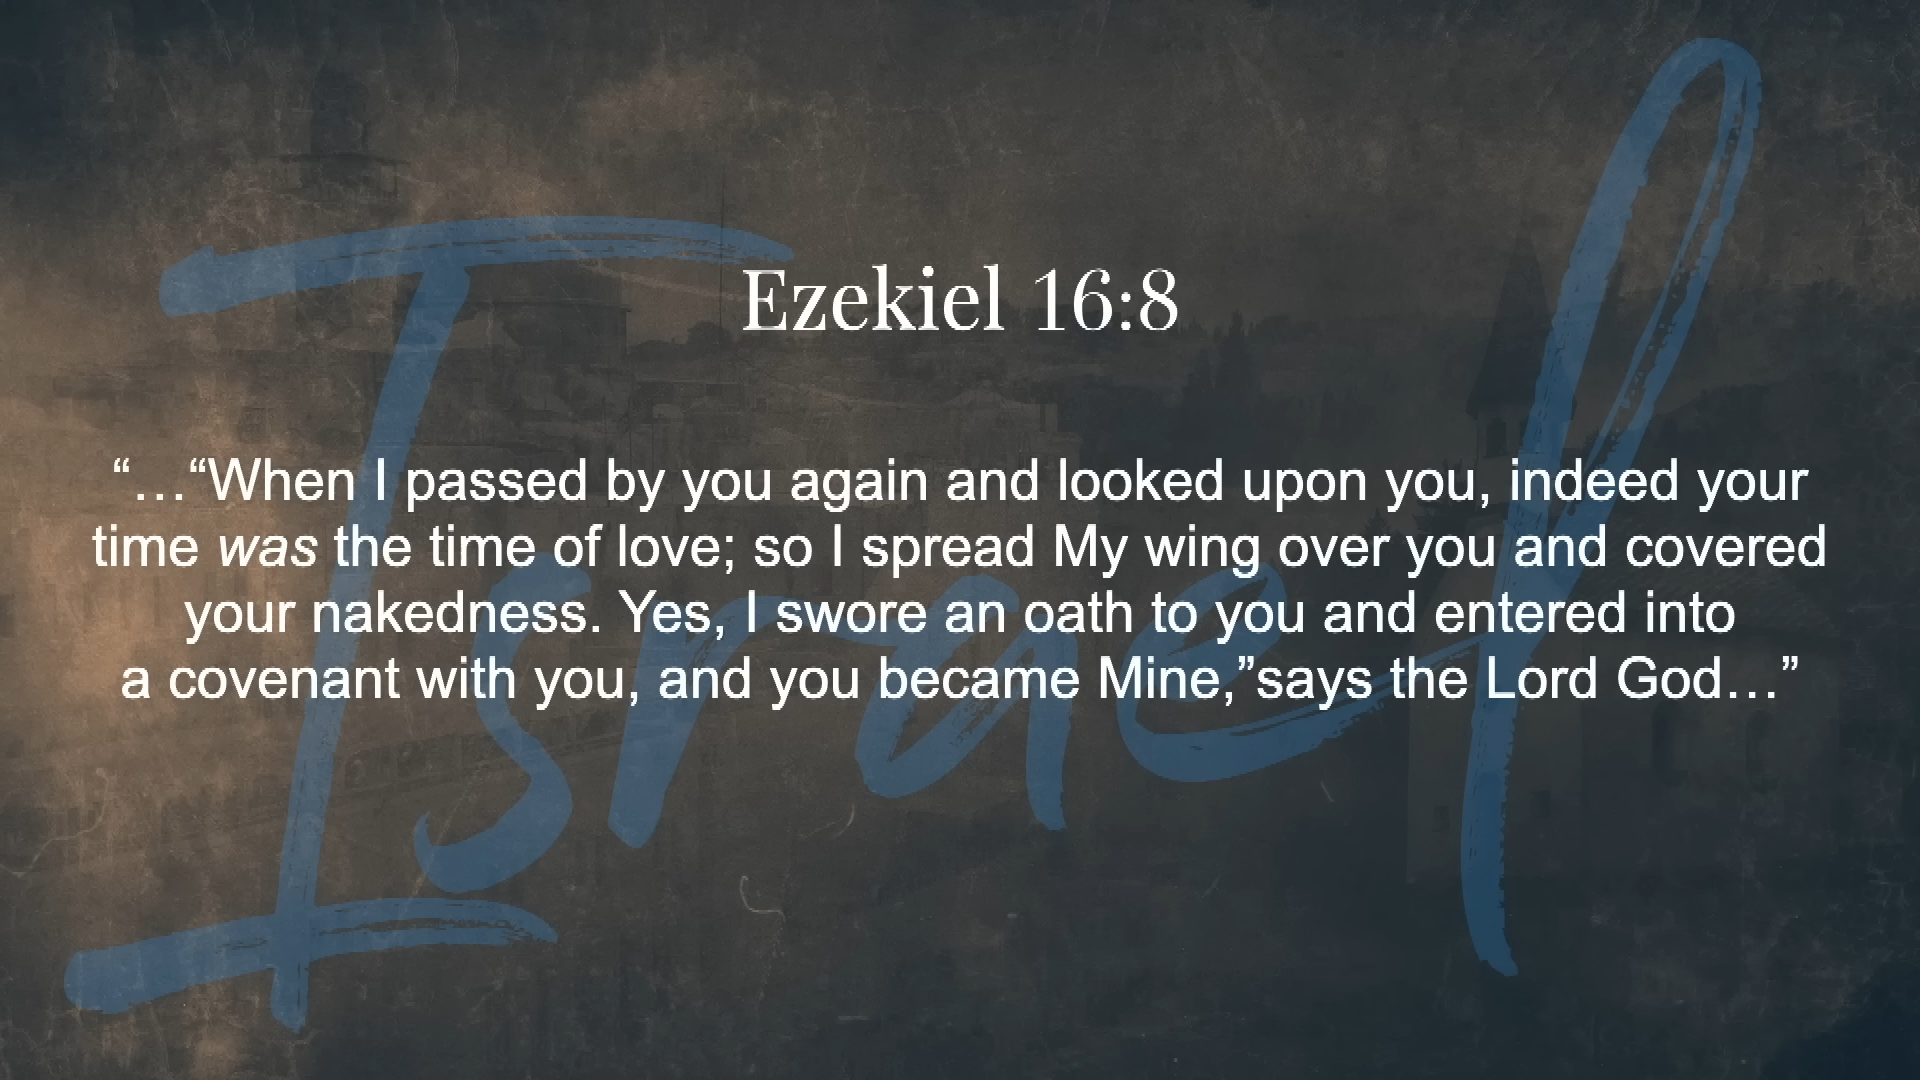 Ezekiel 16:8
“…“When I passed by you again and looked upon you, indeed your
time was the time of love; so I spread My wing over you and covered
your nakedness. Yes, I swore an oath to you and entered into
a covenant with you, and you became Mine,”says the Lord God…”
Israel